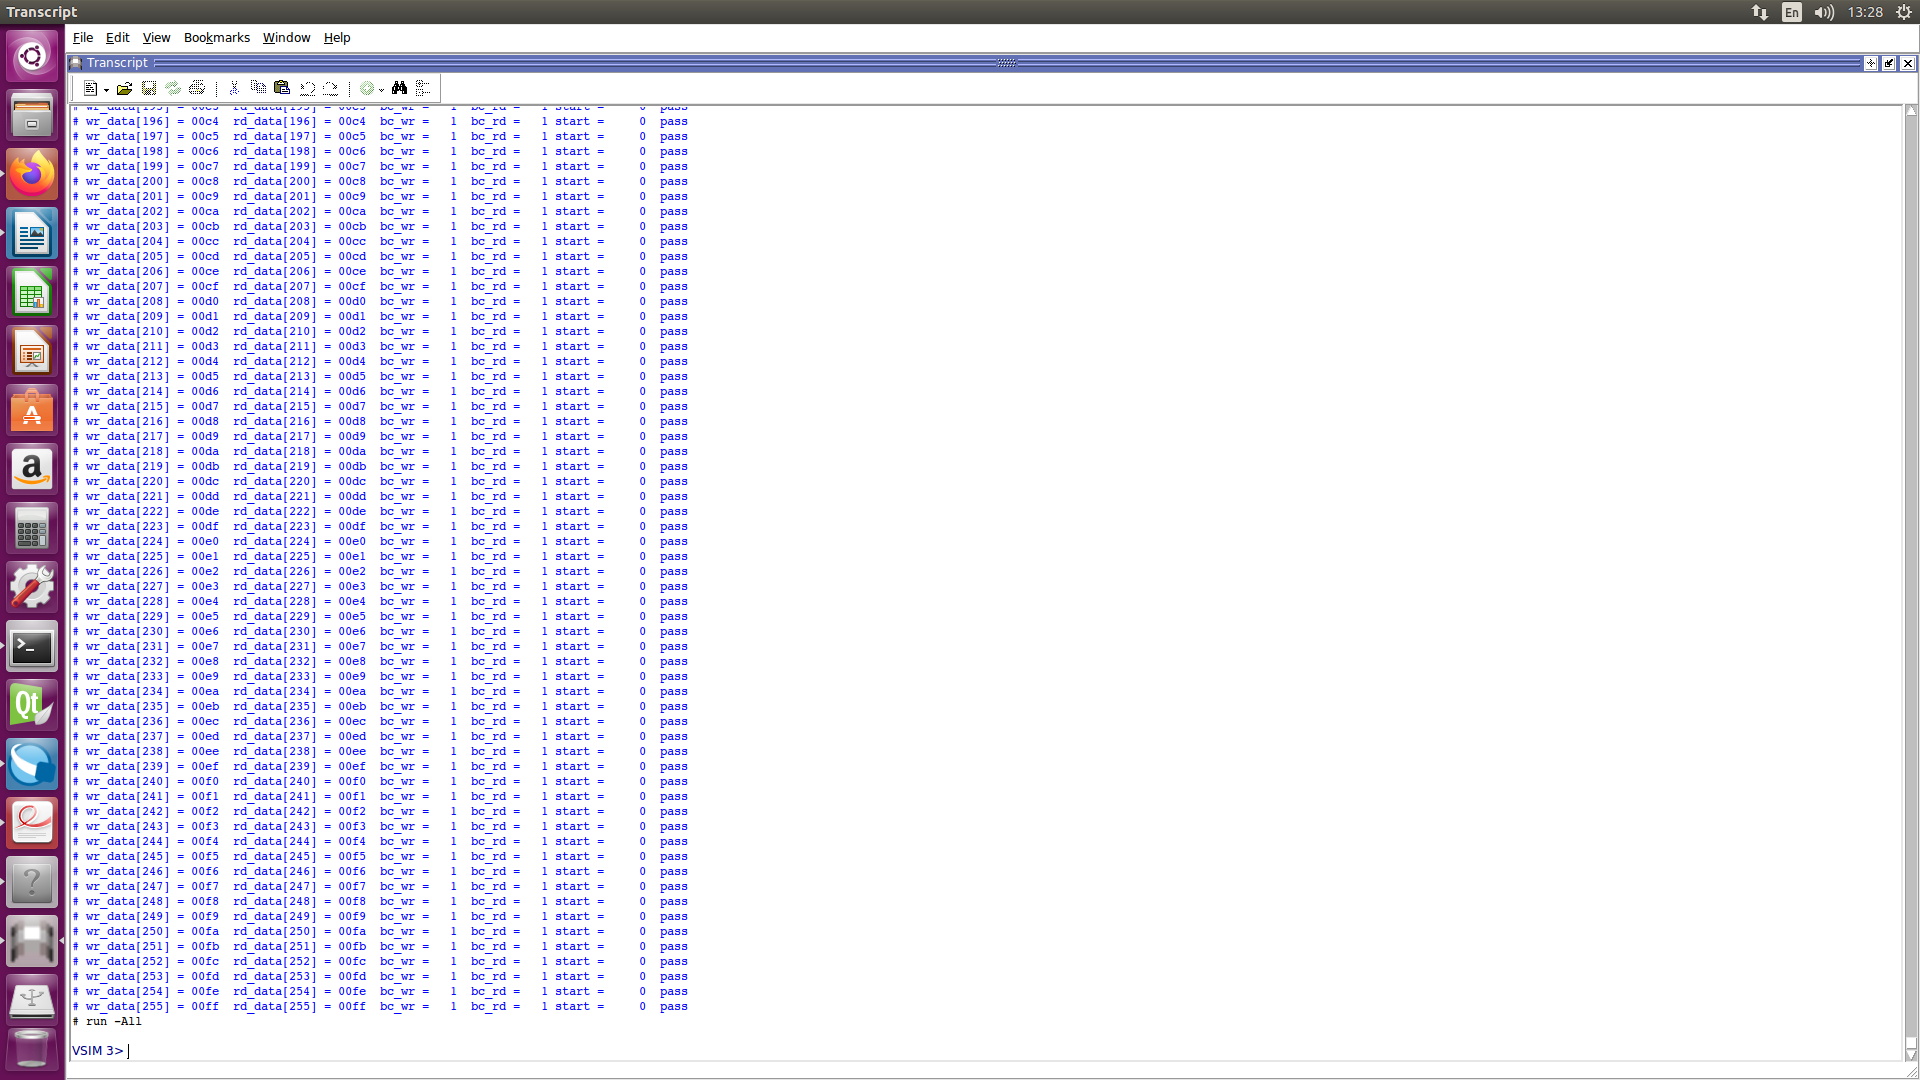 Transcript
En
13:28
File Edit View Bookmarks Window Help
Transcript
# wr_data[195] = 00c3  rd_data[195] = 00c3  bc_wr =   1  bc_rd =   1 start =     0  pass
# wr_data[196] = 00c4  rd_data[196] = 00c4  bc_wr =   1  bc_rd =   1 start =     0  pass
# wr_data[197] = 00c5  rd_data[197] = 00c5  bc_wr =   1  bc_rd =   1 start =     0  pass
# wr_data[198] = 00c6  rd_data[198] = 00c6  bc_wr =   1  bc_rd =   1 start =     0  pass
# wr_data[199] = 00c7  rd_data[199] = 00c7  bc_wr =   1  bc_rd =   1 start =     0  pass
# wr_data[200] = 00c8  rd_data[200] = 00c8  bc_wr =   1  bc_rd =   1 start =     0  pass
# wr_data[201] = 00c9  rd_data[201] = 00c9  bc_wr =   1  bc_rd =   1 start =     0  pass
# wr_data[202] = 00ca  rd_data[202] = 00ca  bc_wr =   1  bc_rd =   1 start =     0  pass
# wr_data[203] = 00cb  rd_data[203] = 00cb  bc_wr =   1  bc_rd =   1 start =     0  pass
# wr_data[204] = 00cc  rd_data[204] = 00cc  bc_wr =   1  bc_rd =   1 start =     0  pass
# wr_data[205] = 00cd  rd_data[205] = 00cd  bc_wr =   1  bc_rd =   1 start =     0  pass
# wr_data[206] = 00ce  rd_data[206] = 00ce  bc_wr =   1  bc_rd =   1 start =     0  pass
# wr_data[207] = 00cf  rd_data[207] = 00cf  bc_wr =   1  bc_rd =   1 start =     0  pass
# wr_data[208] = 00d0  rd_data[208] = 00d0  bc_wr =   1  bc_rd =   1 start =     0  pass
# wr_data[209] = 00d1  rd_data[209] = 00d1  bc_wr =   1  bc_rd =   1 start =     0  pass
# wr_data[210] = 00d2  rd_data[210] = 00d2  bc_wr =   1  bc_rd =   1 start =     0  pass
# wr_data[211] = 00d3  rd_data[211] = 00d3  bc_wr =   1  bc_rd =   1 start =     0  pass
# wr_data[212] = 00d4  rd_data[212] = 00d4  bc_wr =   1  bc_rd =   1 start =     0  pass
# wr_data[213] = 00d5  rd_data[213] = 00d5  bc_wr =   1  bc_rd =   1 start =     0  pass
# wr_data[214] = 00d6  rd_data[214] = 00d6  bc_wr =   1  bc_rd =   1 start =     0  pass
# wr_data[215] = 00d7  rd_data[215] = 00d7  bc_wr =   1  bc_rd =   1 start =     0  pass
# wr_data[216] = 00d8  rd_data[216] = 00d8  bc_wr =   1  bc_rd =   1 start =     0  pass
# wr_data[217] = 00d9  rd_data[217] = 00d9  bc_wr =   1  bc_rd =   1 start =     0  pass
# wr_data[218] = 00da  rd_data[218] = 00da  bc_wr =   1  bc_rd =   1 start =     0  pass
# wr_data[219] = 00db  rd_data[219] = 00db  bc_wr =   1  bc_rd =   1 start =     0  pass
# wr_data[220] = 00dc  rd_data[220] = 00dc  bc_wr =   1  bc_rd =   1 start =     0  pass
# wr_data[221] = 00dd  rd_data[221] = 00dd  bc_wr =   1  bc_rd =   1 start =     0  pass
# wr_data[222] = 00de  rd_data[222] = 00de  bc_wr =   1  bc_rd =   1 start =     0  pass
# wr_data[223] = 00df  rd_data[223] = 00df  bc_wr =   1  bc_rd =   1 start =     0  pass
# wr_data[224] = 00e0  rd_data[224] = 00e0  bc_wr =   1  bc_rd =   1 start =     0  pass
# wr_data[225] = 00e1  rd_data[225] = 00e1  bc_wr =   1  bc_rd =   1 start =     0  pass
# wr_data[226] = 00e2  rd_data[226] = 00e2  bc_wr =   1  bc_rd =   1 start =     0  pass
# wr_data[227] = 00e3  rd_data[227] = 00e3  bc_wr =   1  bc_rd =   1 start =     0  pass
# wr_data[228] = 00e4  rd_data[228] = 00e4  bc_wr =   1  bc_rd =   1 start =     0  pass
# wr_data[229] = 00e5  rd_data[229] = 00e5  bc_wr =   1  bc_rd =   1 start =     0  pass
# wr_data[230] = 00e6  rd_data[230] = 00e6  bc_wr =   1  bc_rd =   1 start =     0  pass
# wr_data[231] = 00e7  rd_data[231] = 00e7  bc_wr =   1  bc_rd =   1 start =     0  pass
# wr_data[232] = 00e8  rd_data[232] = 00e8  bc_wr =   1  bc_rd =   1 start =     0  pass
# wr_data[233] = 00e9  rd_data[233] = 00e9  bc_wr =   1  bc_rd =   1 start =     0  pass
# wr_data[234] = 00ea  rd_data[234] = 00ea  bc_wr =   1  bc_rd =   1 start =     0  pass
# wr_data[235] = 00eb  rd_data[235] = 00eb  bc_wr =   1  bc_rd =   1 start =     0  pass
# wr_data[236] = 00ec  rd_data[236] = 00ec  bc_wr =   1  bc_rd =   1 start =     0  pass
# wr_data[237] = 00ed  rd_data[237] = 00ed  bc_wr =   1  bc_rd =   1 start =     0  pass
# wr_data[238] = 00ee  rd_data[238] = 00ee  bc_wr =   1  bc_rd =   1 start =     0  pass
# wr_data[239] = 00ef  rd_data[239] = 00ef  bc_wr =   1  bc_rd =   1 start =     0  pass
# wr_data[240] = 00f0  rd_data[240] = 00f0  bc_wr =   1  bc_rd =   1 start =     0  pass
# wr_data[241] = 00f1  rd_data[241] = 00f1  bc_wr =   1  bc_rd =   1 start =     0  pass
# wr_data[242] = 00f2  rd_data[242] = 00f2  bc_wr =   1  bc_rd =   1 start =     0  pass
# wr_data[243] = 00f3  rd_data[243] = 00f3  bc_wr =   1  bc_rd =   1 start =     0  pass
# wr_data[244] = 00f4  rd_data[244] = 00f4  bc_wr =   1  bc_rd =   1 start =     0  pass
# wr_data[245] = 00f5  rd_data[245] = 00f5  bc_wr =   1  bc_rd =   1 start =     0  pass
# wr_data[246] = 00f6  rd_data[246] = 00f6  bc_wr =   1  bc_rd =   1 start =     0  pass
# wr_data[247] = 00f7  rd_data[247] = 00f7  bc_wr =   1  bc_rd =   1 start =     0  pass
# wr_data[248] = 00f8  rd_data[248] = 00f8  bc_wr =   1  bc_rd =   1 start =     0  pass
# wr_data[249] = 00f9  rd_data[249] = 00f9  bc_wr =   1  bc_rd =   1 start =     0  pass
# wr_data[250] = 00fa  rd_data[250] = 00fa  bc_wr =   1  bc_rd =   1 start =     0  pass
# wr_data[251] = 00fb  rd_data[251] = 00fb  bc_wr =   1  bc_rd =   1 start =     0  pass
# wr_data[252] = 00fc  rd_data[252] = 00fc  bc_wr =   1  bc_rd =   1 start =     0  pass
# wr_data[253] = 00fd  rd_data[253] = 00fd  bc_wr =   1  bc_rd =   1 start =     0  pass
# wr_data[254] = 00fe  rd_data[254] = 00fe  bc_wr =   1  bc_rd =   1 start =     0  pass
# wr_data[255] = 00ff  rd_data[255] = 00ff  bc_wr =   1  bc_rd =   1 start =     0  pass
# run -All
VSIM 3>